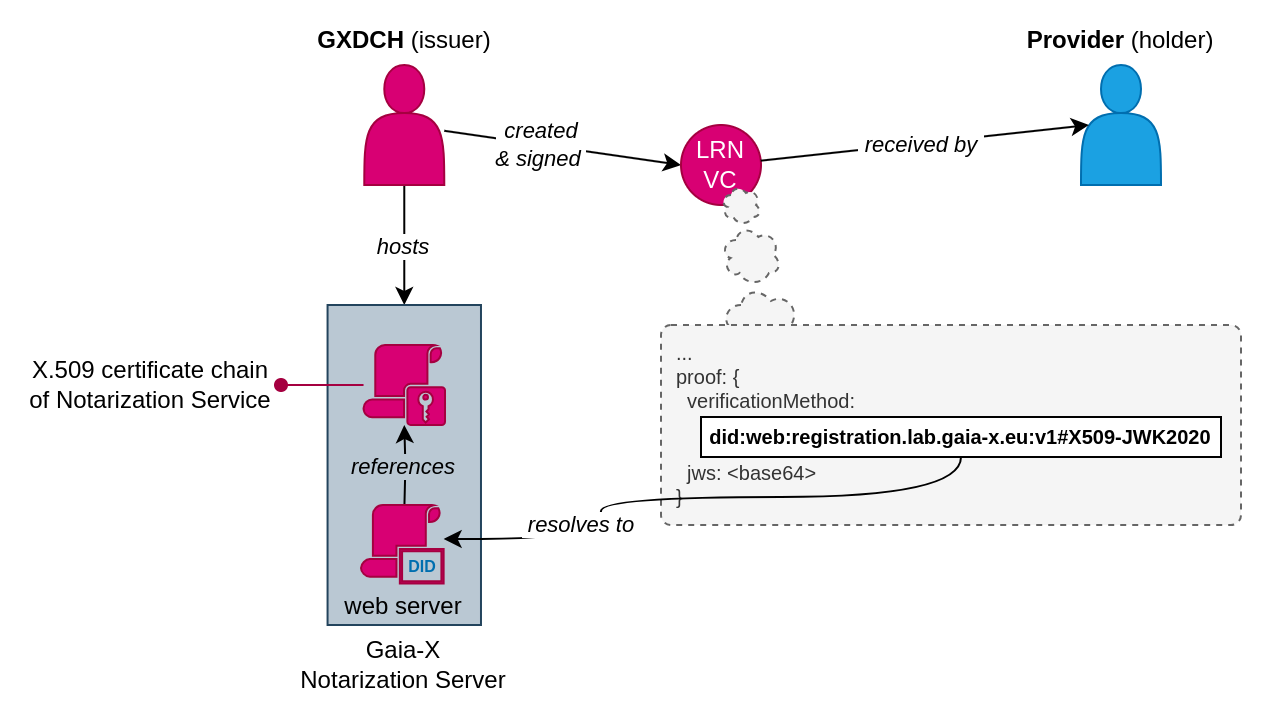 GXDCH (issuer)
Provider (holder)
created
& signed
LRN
VC
received by
hosts
X.509 certificate chain
of Notarization Service
...
proof: {
verificationMethod:
did:web:registration.lab.gaia-x.eu:v1#X509-JWK2020
jws: <base64>
}
references
resolves to
DID
web server
Gaia-X
Notarization Server